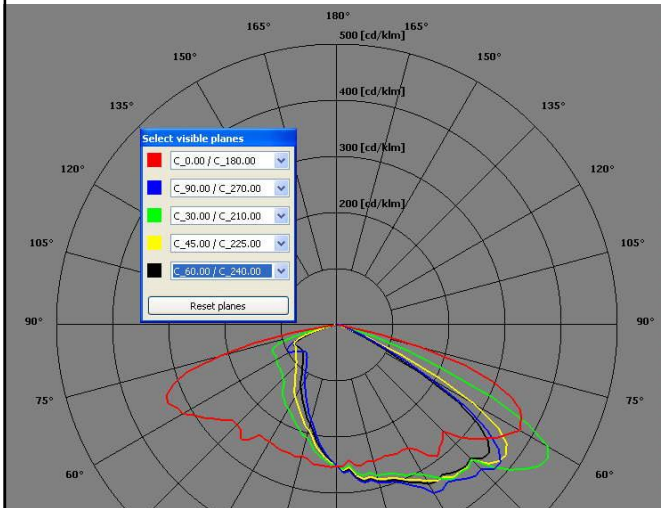 180°
165°
165°
500 [cd/klm]
150°
150°
400 [cd/klm]
135°
135°
Select visible planes
300 [cd/klm]
C_0.00 / C_180.00
120°
120°
C_90.00 / C_270.00
200 [cd/klm]
C_30.00 / C_210.00
105°
105°
C_45.00 / C_225.00
C_60.00 / C_240.00
Reset planes
90°
90°
75°
75°
60°
60°